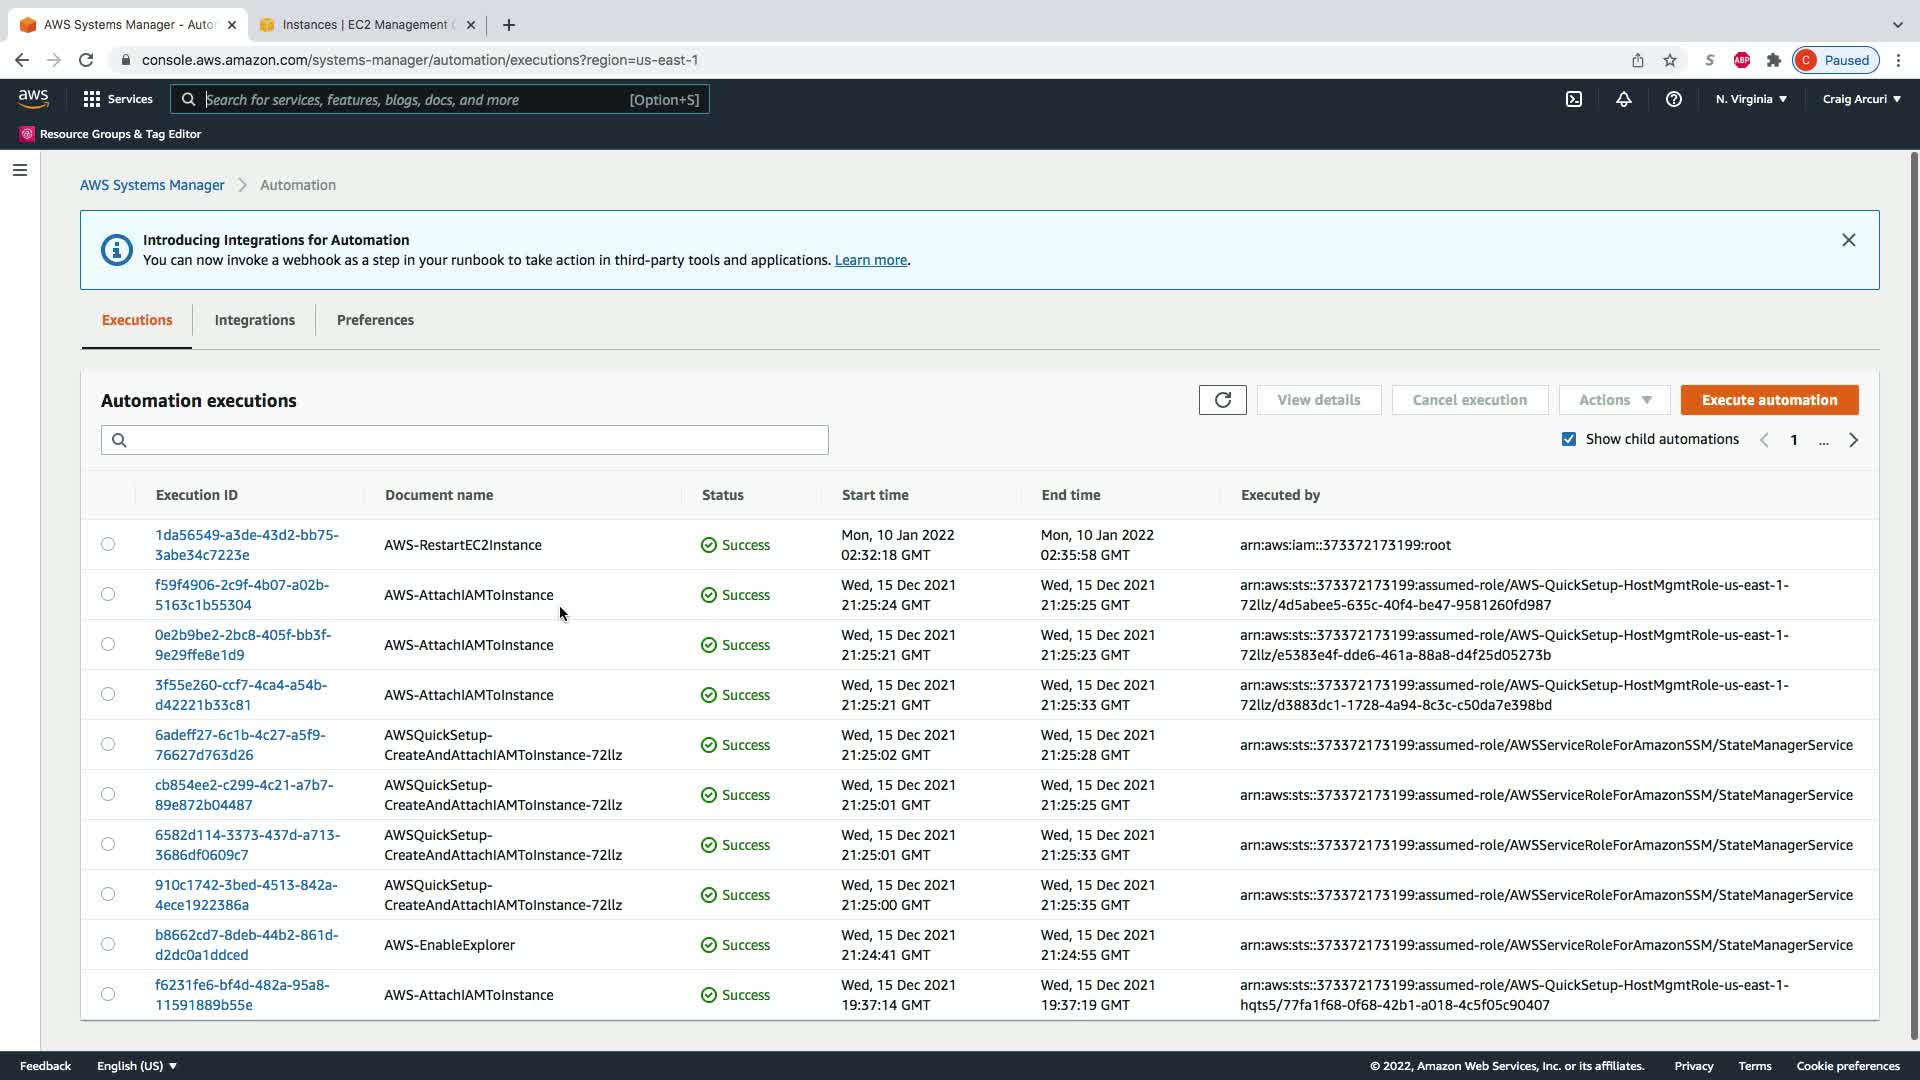 AWS Systems Manager - Auto
Instances | EC2 Management
console.aws.amazon.com/systems-manager/automation/executions?region=us-east-1
S
ABP
C Paused
aws
Services
Search for services, features, blogs, docs, and more [Option+S]
N. Virginia
Craig Arcuri
Resource Groups & Tag Editor
AWS Systems Manager
Automation
Introducing Integrations for Automation
You can now invoke a webhook as a step in your runbook to take action in third-party tools and applications. Learn more.
Executions
Integrations
Preferences
Automation executions
View details
Cancel execution
Actions
Execute automation
Show child automations
1 ...
Execution ID Document name Status Start time End time Executed by
1da56549-a3de-43d2-bb75-
3abe34c7223e
AWS-RestartEC2Instance
Success
Mon, 10 Jan 2022
02:32:18 GMT
Mon, 10 Jan 2022
02:35:58 GMT
arn:aws:iam::373372173199:root
f59f4906-2c9f-4b07-a02b-
5163c1b55304
AWS-AttachIAMToInstance
Success
Wed, 15 Dec 2021
21:25:24 GMT
Wed, 15 Dec 2021
21:25:25 GMT
arn:aws:sts::373372173199:assumed-role/AWS-QuickSetup-HostMgmtRole-us-east-1-
72llz/4d5abee5-635c-40f4-be47-9581260fd987
0e2b9be2-2bc8-405f-bb3f-
9e29ffe8e1d9
AWS-AttachIAMToInstance
Success
Wed, 15 Dec 2021
21:25:21 GMT
Wed, 15 Dec 2021
21:25:23 GMT
arn:aws:sts::373372173199:assumed-role/AWS-QuickSetup-HostMgmtRole-us-east-1-
72llz/e5383e4f-dde6-461a-88a8-d4f25d05273b
3f55e260-ccf7-4ca4-a54b-
d42221b33c81
AWS-AttachIAMToInstance
Success
Wed, 15 Dec 2021
21:25:21 GMT
Wed, 15 Dec 2021
21:25:33 GMT
arn:aws:sts::373372173199:assumed-role/AWS-QuickSetup-HostMgmtRole-us-east-1-
72llz/d3883dc1-1728-4a94-8c3c-c50da7e398bd
6adeff27-6c1b-4c27-a5f9-
76627d763d26
AWSQuickSetup-
CreateAndAttachIAMToInstance-72llz
Success
Wed, 15 Dec 2021
21:25:02 GMT
Wed, 15 Dec 2021
21:25:28 GMT
arn:aws:sts::373372173199:assumed-role/AWSServiceRoleForAmazonSSM/StateManagerService
cb854ee2-c299-4c21-a7b7-
89e872b04487
AWSQuickSetup-
CreateAndAttachIAMToInstance-72llz
Success
Wed, 15 Dec 2021
21:25:01 GMT
Wed, 15 Dec 2021
21:25:25 GMT
arn:aws:sts::373372173199:assumed-role/AWSServiceRoleForAmazonSSM/StateManagerService
6582d114-3373-437d-a713-
3686df0609c7
AWSQuickSetup-
CreateAndAttachIAMToInstance-72llz
Success
Wed, 15 Dec 2021
21:25:01 GMT
Wed, 15 Dec 2021
21:25:33 GMT
arn:aws:sts::373372173199:assumed-role/AWSServiceRoleForAmazonSSM/StateManagerService
910c1742-3bed-4513-842a-
4ece1922386a
AWSQuickSetup-
CreateAndAttachIAMToInstance-72llz
Success
Wed, 15 Dec 2021
21:25:00 GMT
Wed, 15 Dec 2021
21:25:35 GMT
arn:aws:sts::373372173199:assumed-role/AWSServiceRoleForAmazonSSM/StateManagerService
b8662cd7-8deb-44b2-861d-
d2dc0a1ddced
AWS-EnableExplorer
Success
Wed, 15 Dec 2021
21:24:41 GMT
Wed, 15 Dec 2021
21:24:55 GMT
arn:aws:sts::373372173199:assumed-role/AWSServiceRoleForAmazonSSM/StateManagerService
f6231fe6-bf4d-482a-95a8-
11591889b55e
AWS-AttachIAMToInstance
Success
Wed, 15 Dec 2021
19:37:14 GMT
Wed, 15 Dec 2021
19:37:19 GMT
arn:aws:sts::373372173199:assumed-role/AWS-QuickSetup-HostMgmtRole-us-east-1-
hqts5/77fa1f68-0f68-42b1-a018-4c5f05c90407
Feedback
English (US)
© 2022, Amazon Web Services, Inc. or its affiliates.
Privacy
Terms
Cookie preferences